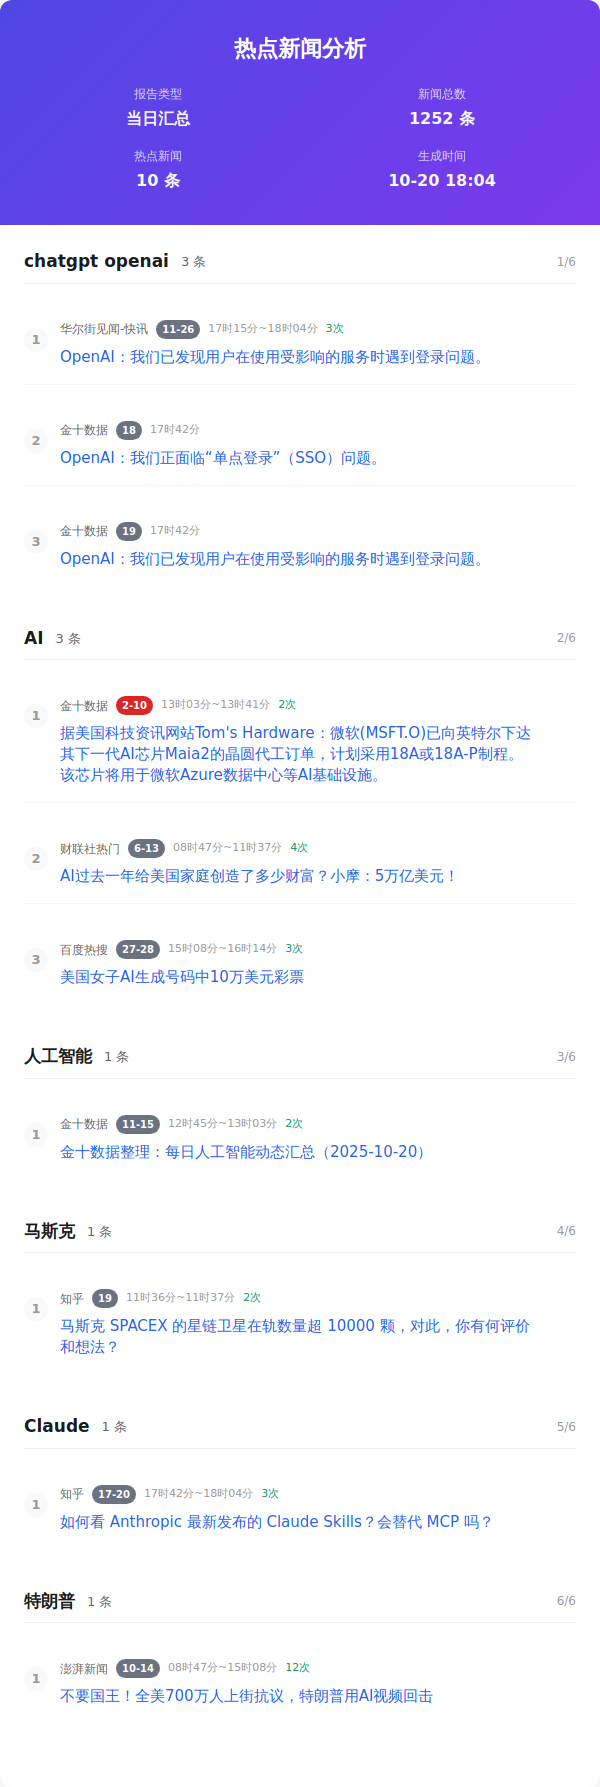 热点新闻分析
报告类型
新闻总数
当日汇总
1252 条
热点新闻
生成时间
10 条
10-20 18:04
chatgpt openai 3 条 1/6
1 华尔街见闻-快讯 11-26 17时15分~18时04分 3次
OpenAI：我们已发现用户在使用受影响的服务时遇到登录问题。
2 金十数据 18 17时42分
OpenAI：我们正面临“单点登录”（SSO）问题。
3 金十数据 19 17时42分
OpenAI：我们已发现用户在使用受影响的服务时遇到登录问题。
AI 3 条 2/6
1 金十数据 2-10 13时03分~13时41分 2次
据美国科技资讯网站Tom's Hardware：微软(MSFT.O)已向英特尔下达
其下一代AI芯片Maia2的晶圆代工订单，计划采用18A或18A-P制程。
该芯片将用于微软Azure数据中心等AI基础设施。
2 财联社热门 6-13 08时47分~11时37分 4次
AI过去一年给美国家庭创造了多少财富？小摩：5万亿美元！
3 百度热搜 27-28 15时08分~16时14分 3次
美国女子AI生成号码中10万美元彩票
人工智能 1 条 3/6
1 金十数据 11-15 12时45分~13时03分 2次
金十数据整理：每日人工智能动态汇总（2025-10-20）
马斯克 1 条 4/6
1 知乎 19 11时36分~11时37分 2次
马斯克 SPACEX 的星链卫星在轨数量超 10000 颗，对此，你有何评价
和想法？
Claude 1 条 5/6
1 知乎 17-20 17时42分~18时04分 3次
如何看 Anthropic 最新发布的 Claude Skills？会替代 MCP 吗？
特朗普 1 条 6/6
1 澎湃新闻 10-14 08时47分~15时08分 12次
不要国王！全美700万人上街抗议，特朗普用AI视频回击